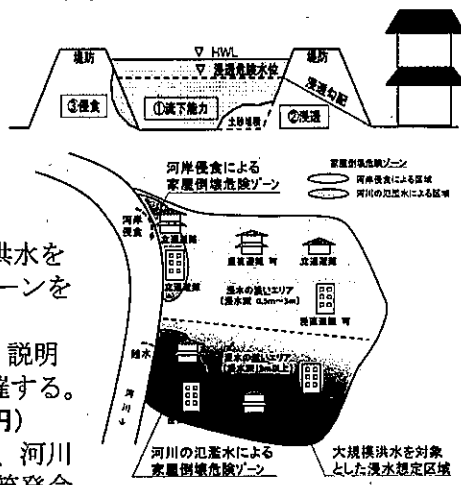 ▽ HWL
堤防
堤防
▽ 浸透危険水位
浸透勾配
③侵食
①流下能力
土砂堆積
②浸透
河岸侵食による
家屋倒壊危険ゾーン
家屋倒壊危険ゾーン
河岸侵食による区域
河川の氾濫水による区域
河岸
侵食
立退避難
垂直避難 可
立退避難
洪水を
ーンを
立退避難
浸水の浅いエリア
(浸水深 0.5m～3m)
垂直避難 可
説明
催する。
越水
浸水の深いエリア
(浸水深3m以上)
円)
河川
、河川
河川の氾濫水による
家屋倒壊危険ゾーン
大規模洪水を対象
とした浸水想定区域